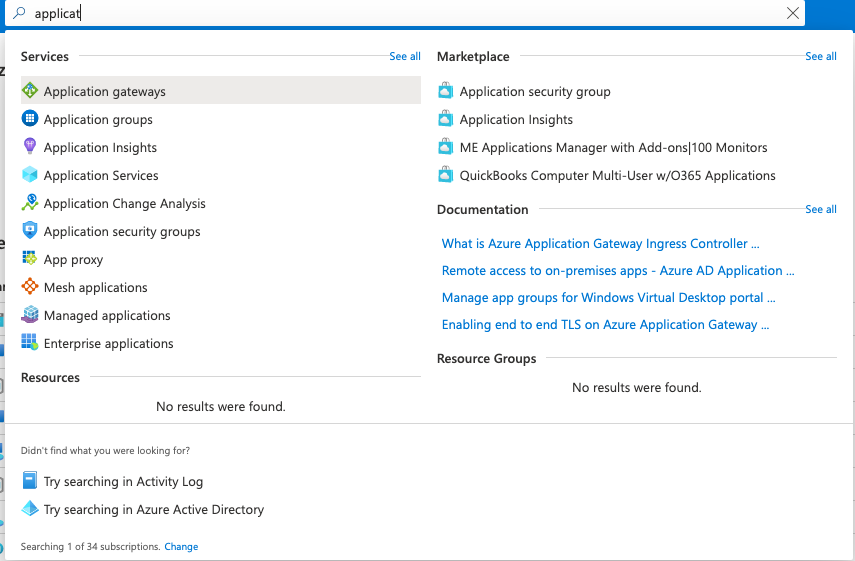 applicat
Services
See all
Application gateways
Application groups
Application Insights
Application Services
Application Change Analysis
Application security groups
App proxy
Mesh applications
Managed applications
Enterprise applications
Resources
No results were found.
Marketplace
See all
Application security group
Application Insights
ME Applications Manager with Add-ons|100 Monitors
QuickBooks Computer Multi-User w/O365 Applications
Documentation
See all
What is Azure Application Gateway Ingress Controller ...
Remote access to on-premises apps - Azure AD Application ...
Manage app groups for Windows Virtual Desktop portal ...
Enabling end to end TLS on Azure Application Gateway ...
Resource Groups
No results were found.
Didn't find what you were looking for?
Try searching in Activity Log
Try searching in Azure Active Directory
Searching 1 of 34 subscriptions. Change